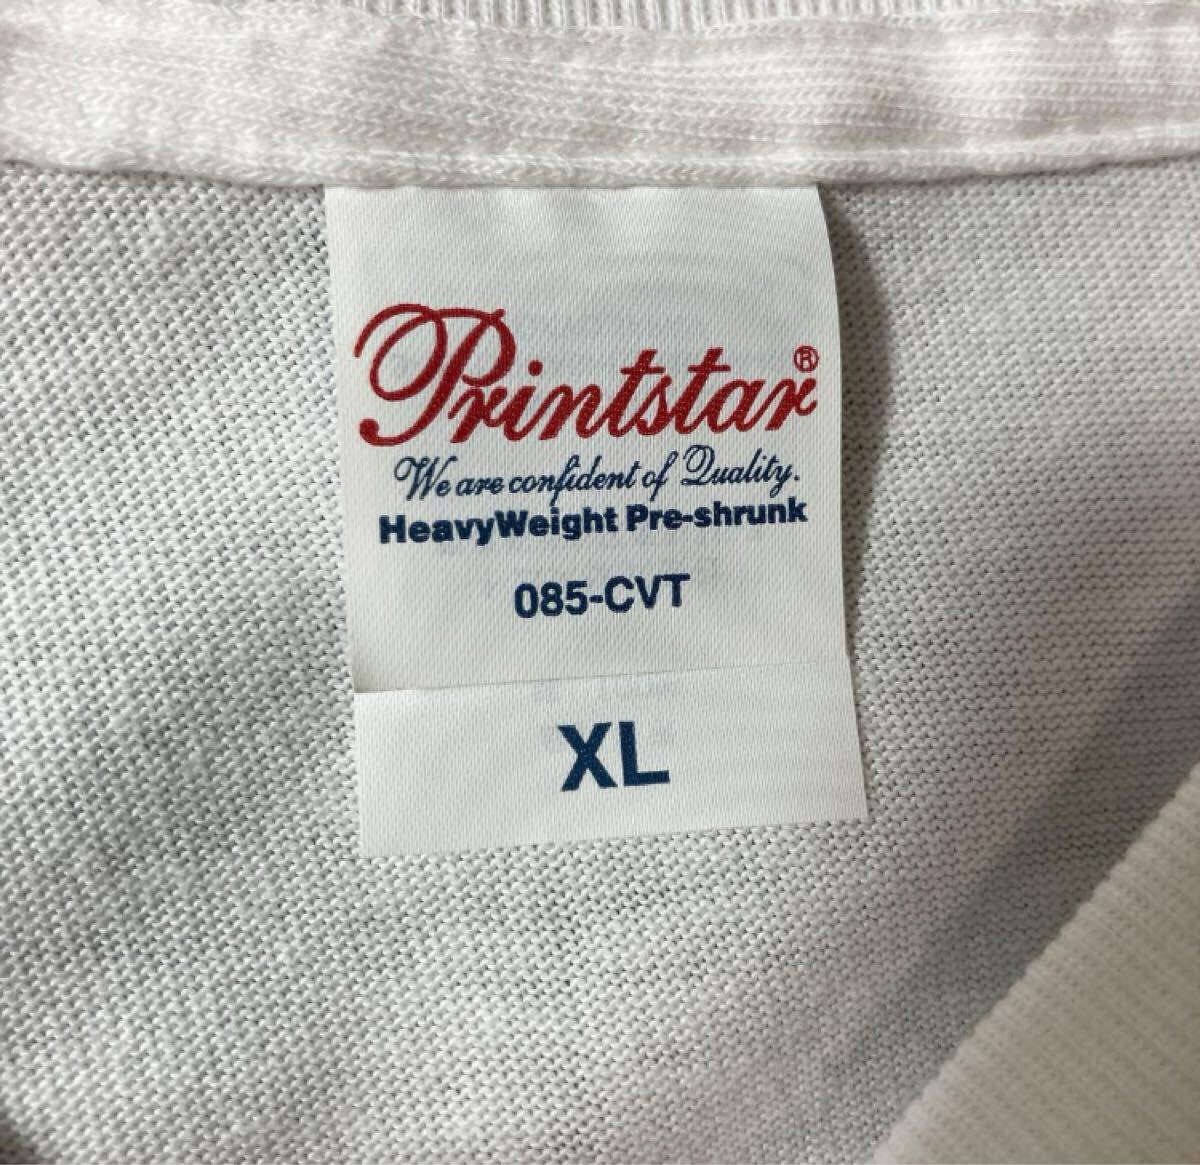 Printstar®
We are confident of Quality.
HeavyWeight Pre-shrunk
085-CVT
XL